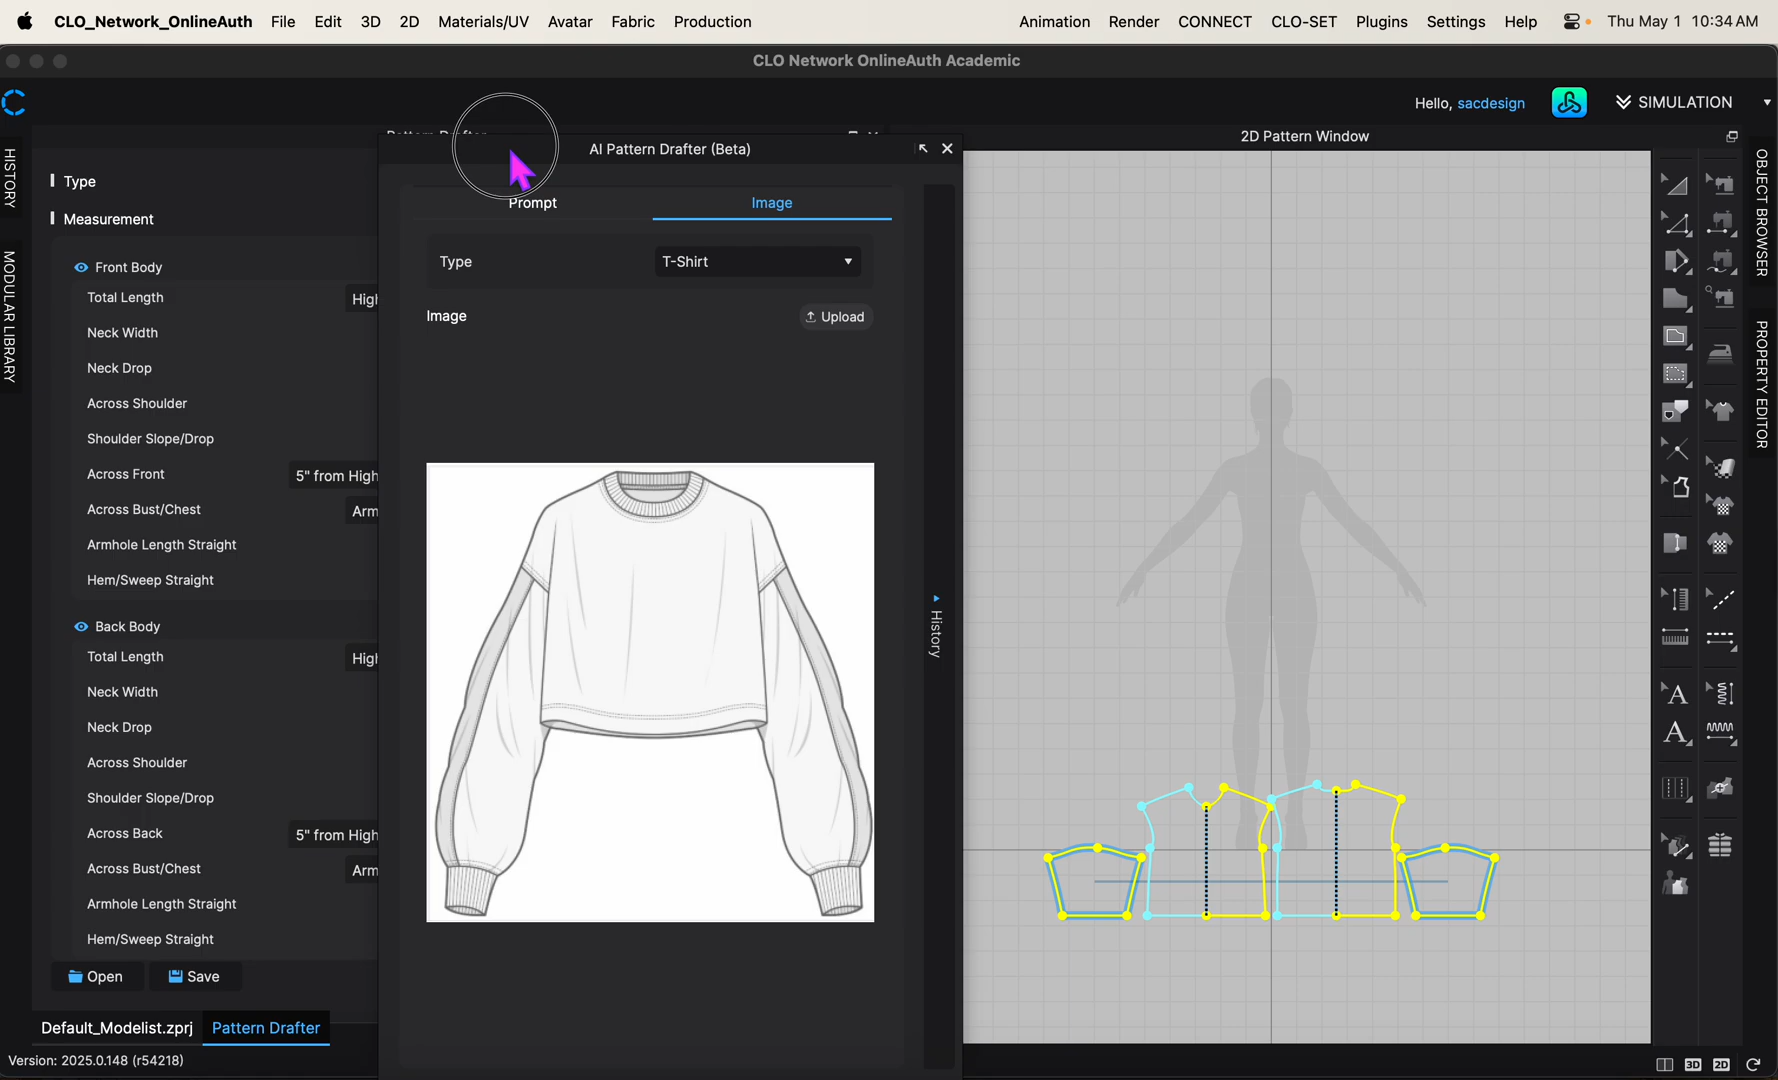 CLO_Network_OnlineAuth File Edit 3D 2D Materials/UV Avatar Fabric Production Animation Render CONNECT CLO-SET Plugins Settings Help Thu May 1 10:34 AM
CLO Network OnlineAuth Academic
Hello, sacdesign SIMULATION
2D Pattern Window
AI Pattern Drafter (Beta)
HISTORY
MODULAR LIBRARY
Type
Measurement
Front Body
Total Length High
Neck Width
Neck Drop
Across Shoulder
Shoulder Slope/Drop
Across Front 5" from High
Across Bust/Chest Arm
Armhole Length Straight
Hem/Sweep Straight
Back Body
Total Length High
Neck Width
Neck Drop
Across Shoulder
Shoulder Slope/Drop
Across Back 5" from High
Across Bust/Chest Arm
Armhole Length Straight
Hem/Sweep Straight
Open Save
Default_Modelist.zprj Pattern Drafter
Version: 2025.0.148 (r54218)
Prompt Image
Type T-Shirt
Image Upload
History
OBJECT BROWSER
PROPERTY EDITOR
A
A
3D 2D